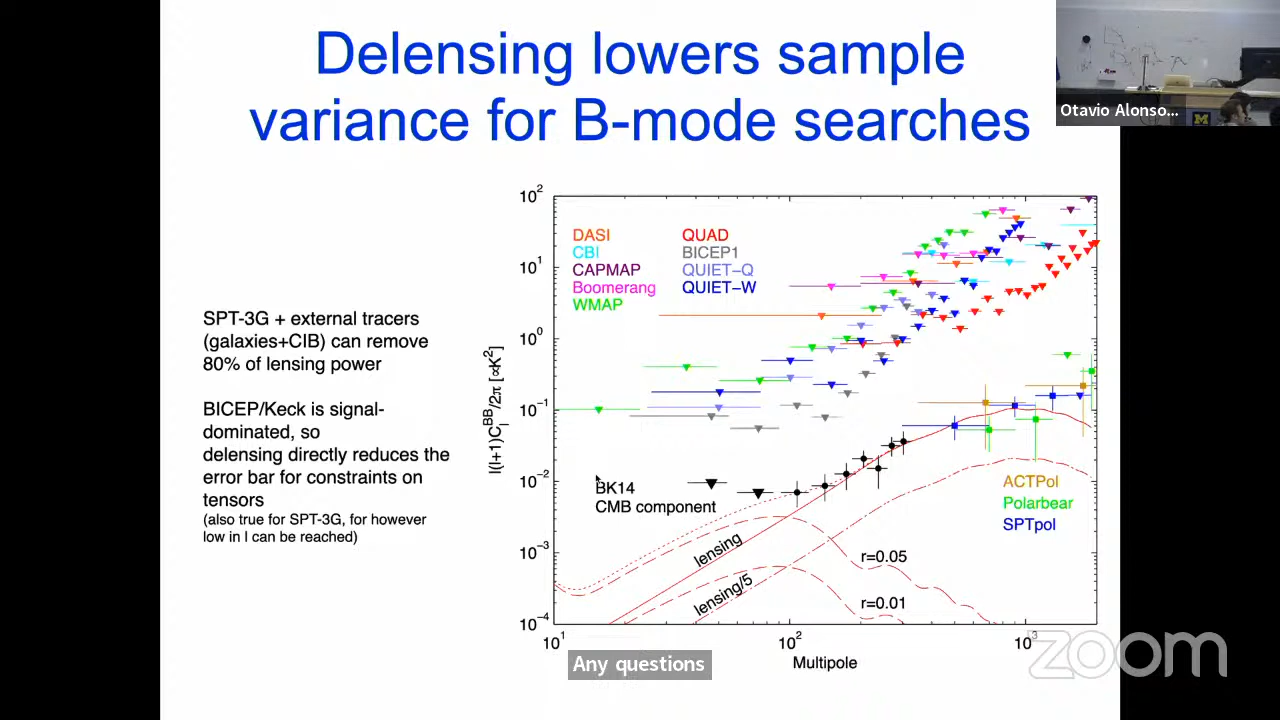 Delensing lowers sample
variance for B-mode searches
Otavio Alonso...
M
SPT-3G + external tracers
(galaxies+CIB) can remove
80% of lensing power
BICEP/Keck is signal-
dominated, so
delensing directly reduces the
error bar for constraints on
tensors
(also true for SPT-3G, for however
low in l can be reached)
l(l+1)C_l^BB/2π [∝K²]
10²
10¹
10⁰
10⁻¹
10⁻²
10⁻³
10⁻⁴
DASI
CBI
CAPMAP
Boomerang
WMAP
QUAD
BICEP1
QUIET-Q
QUIET-W
BK14
CMB component
ACTPol
Polarbear
SPTpol
lensing
lensing/5
r=0.05
r=0.01
10¹
10²
10³
Multipole
Any questions
zoom